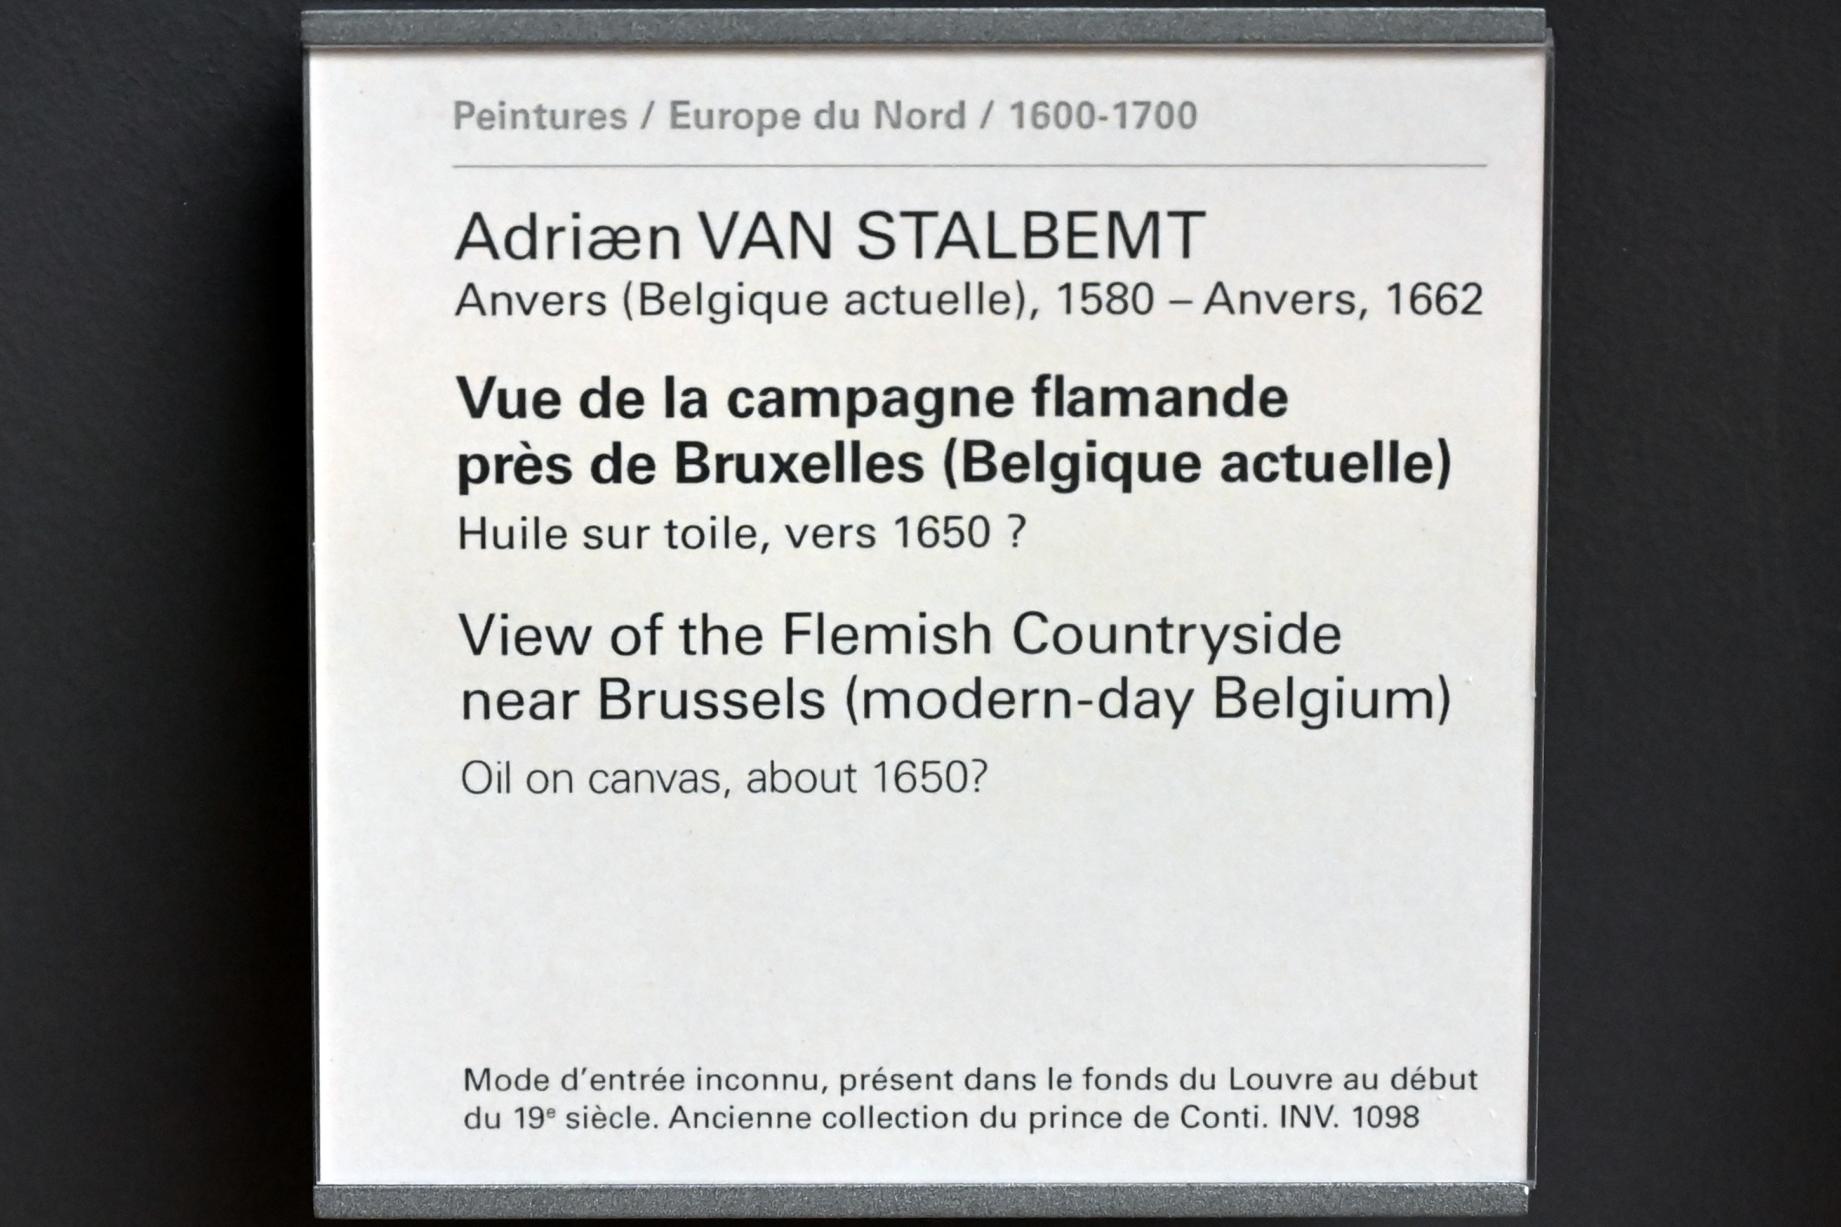 Peintures / Europe du Nord / 1600-1700
Adriæn VAN STALBEMT
Anvers (Belgique actuelle), 1580 – Anvers, 1662
Vue de la campagne flamande
près de Bruxelles (Belgique actuelle)
Huile sur toile, vers 1650 ?
View of the Flemish Countryside
near Brussels (modern-day Belgium)
Oil on canvas, about 1650?
Mode d’entrée inconnu, présent dans le fonds du Louvre au début
du 19ᵉ siècle. Ancienne collection du prince de Conti. INV. 1098